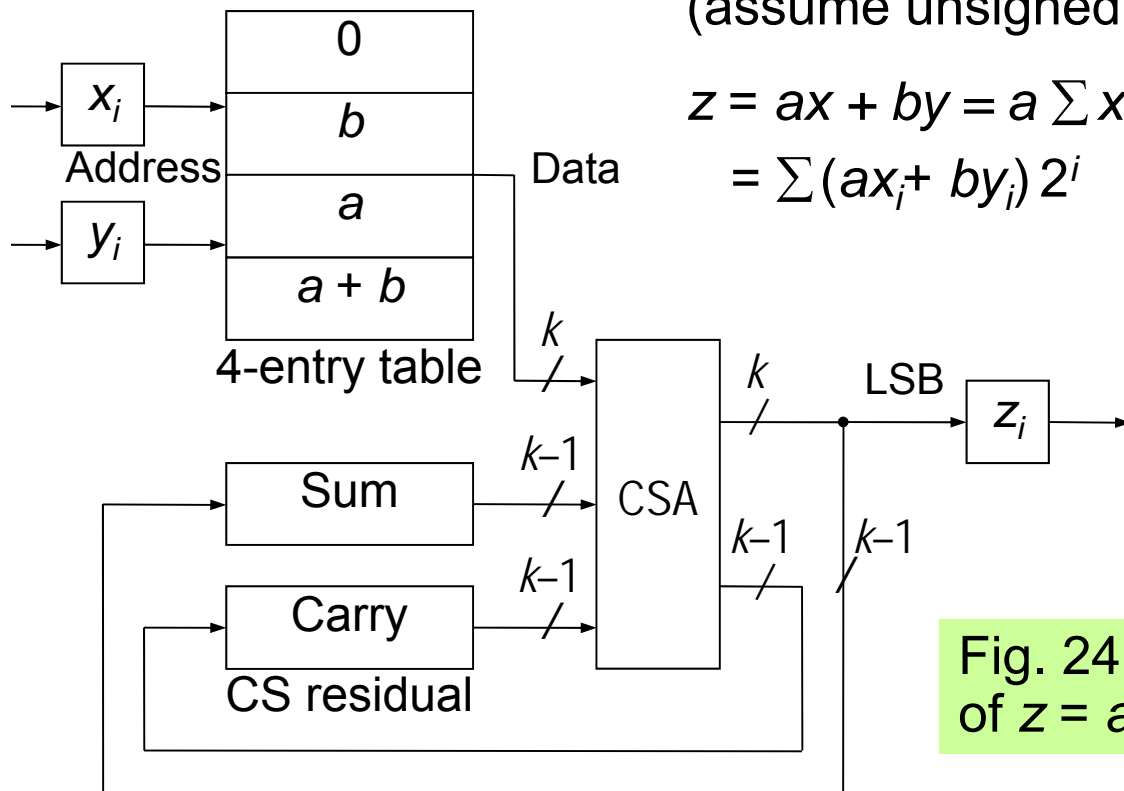 (assume unsigned
z = ax + by = a ∑ x
= ∑(axᵢ+ byᵢ) 2ⁱ
0
b
a
a + b
xᵢ
Address
yᵢ
Data
4-entry table
k
k
LSB
zᵢ
Sum
k–1
CSA
k–1
k–1
k–1
Carry
CS residual
Fig. 24
of z = a